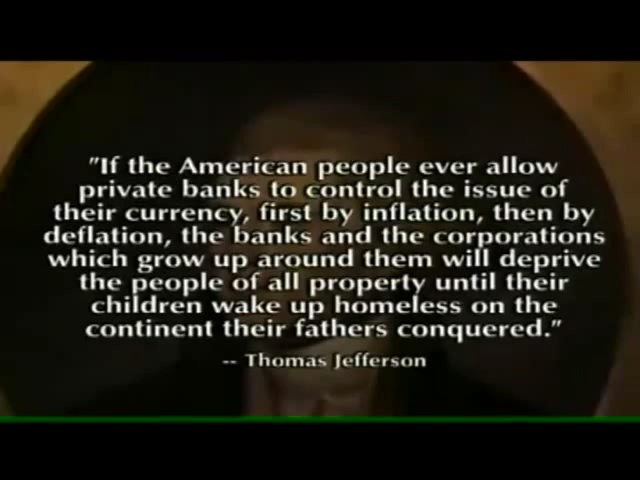 "If the American people ever allow
private banks to control the issue of
their currency, first by inflation, then by
deflation, the banks and the corporations
which grow up around them will deprive
the people of all property until their
children wake up homeless on the
continent their fathers conquered."
-- Thomas Jefferson